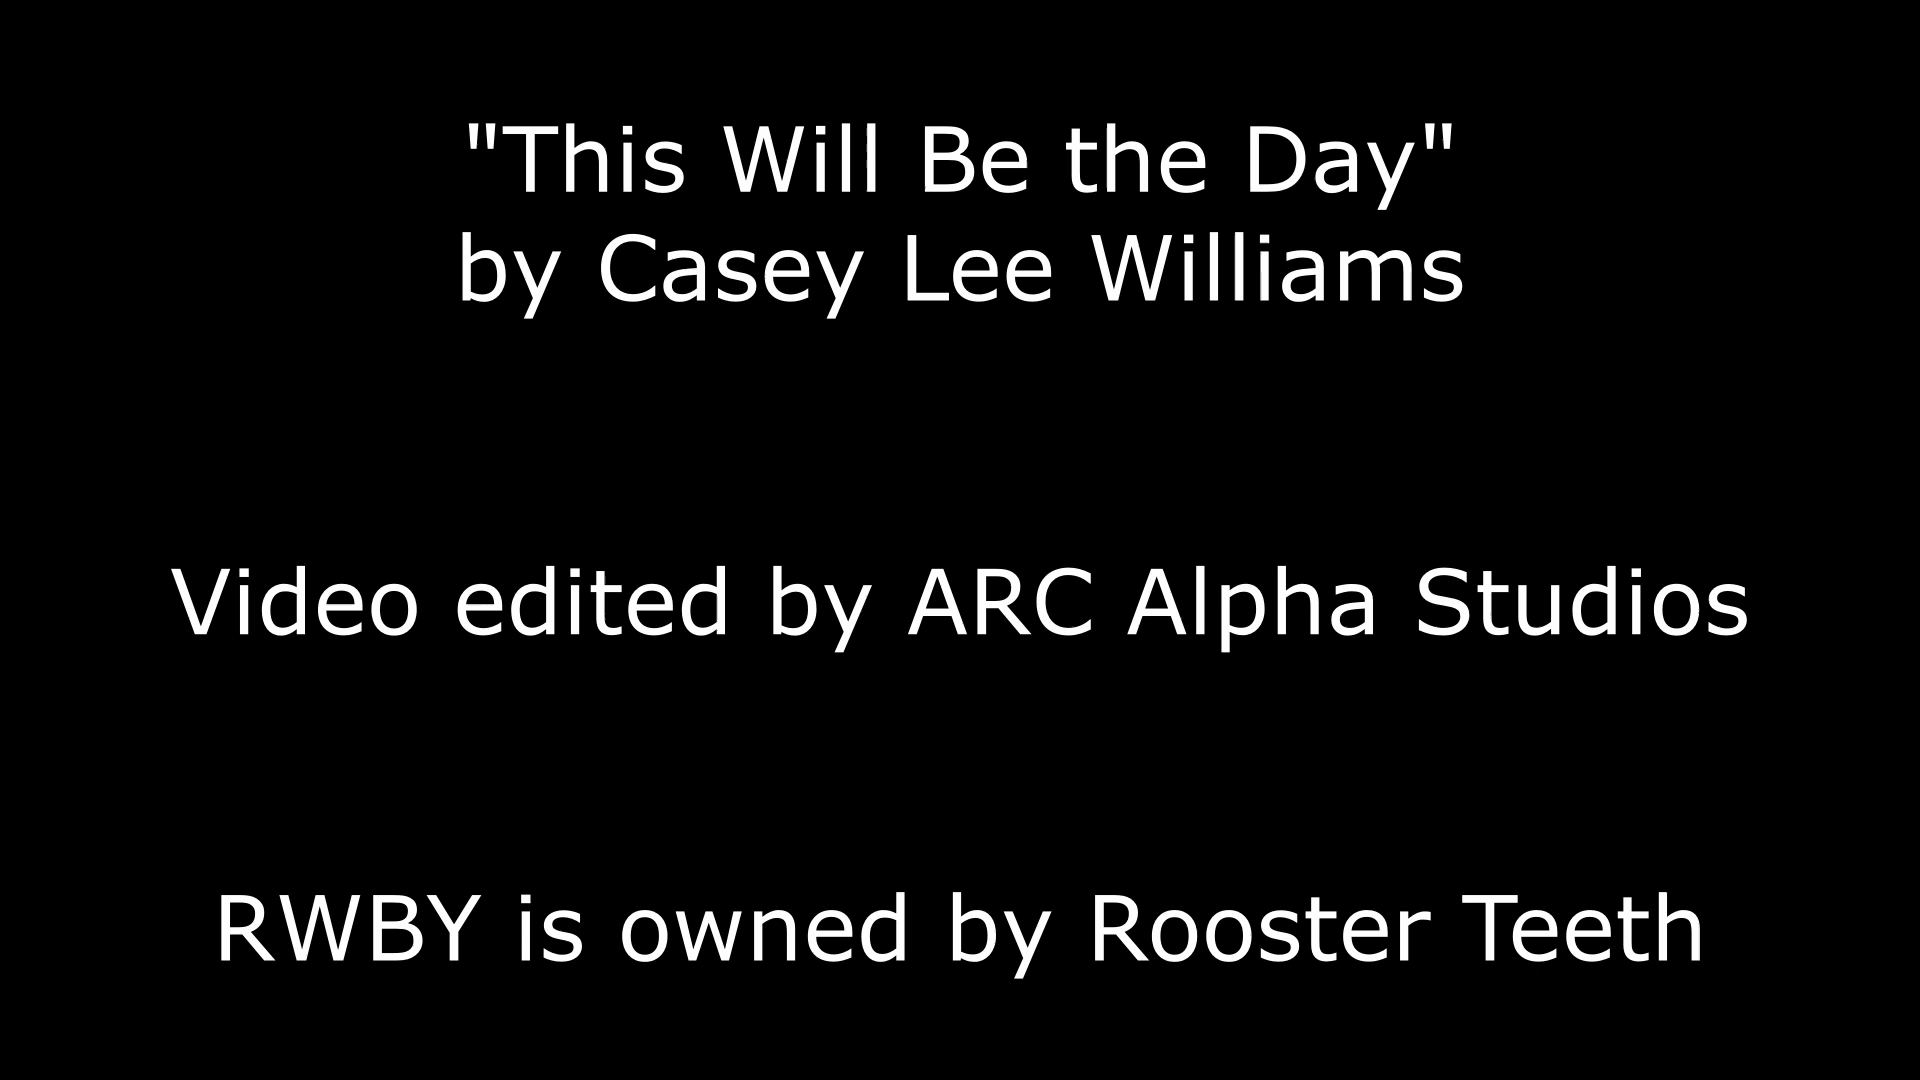 "This Will Be the Day"
by Casey Lee Williams
Video edited by ARC Alpha Studios
RWBY is owned by Rooster Teeth